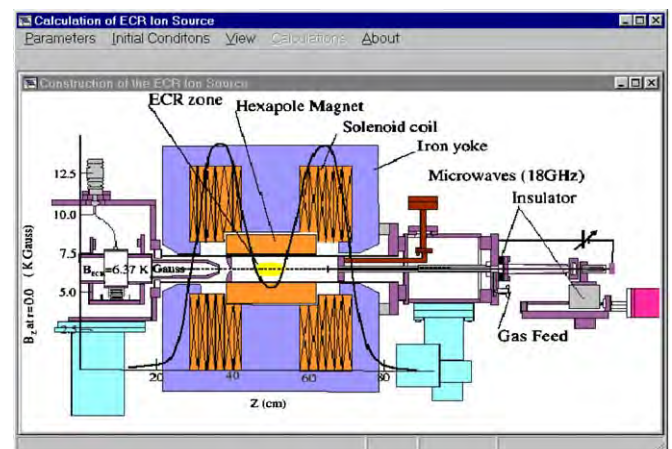 Calculation of ECR Ion Source
Parameters Initial Conditons View Calculations About
Construction of the ECR Ion Source
ECR zone
Hexapole Magnet
Solenoid coil
Iron yoke
Microwaves (18GHz)
Insulator
12.5
10.0
7.5
5.0
2.5
B_ECR=6.37 K Gauss
B_z at r=0.0 (K Gauss)
Gas Feed
20 40 60 80
Z (cm)